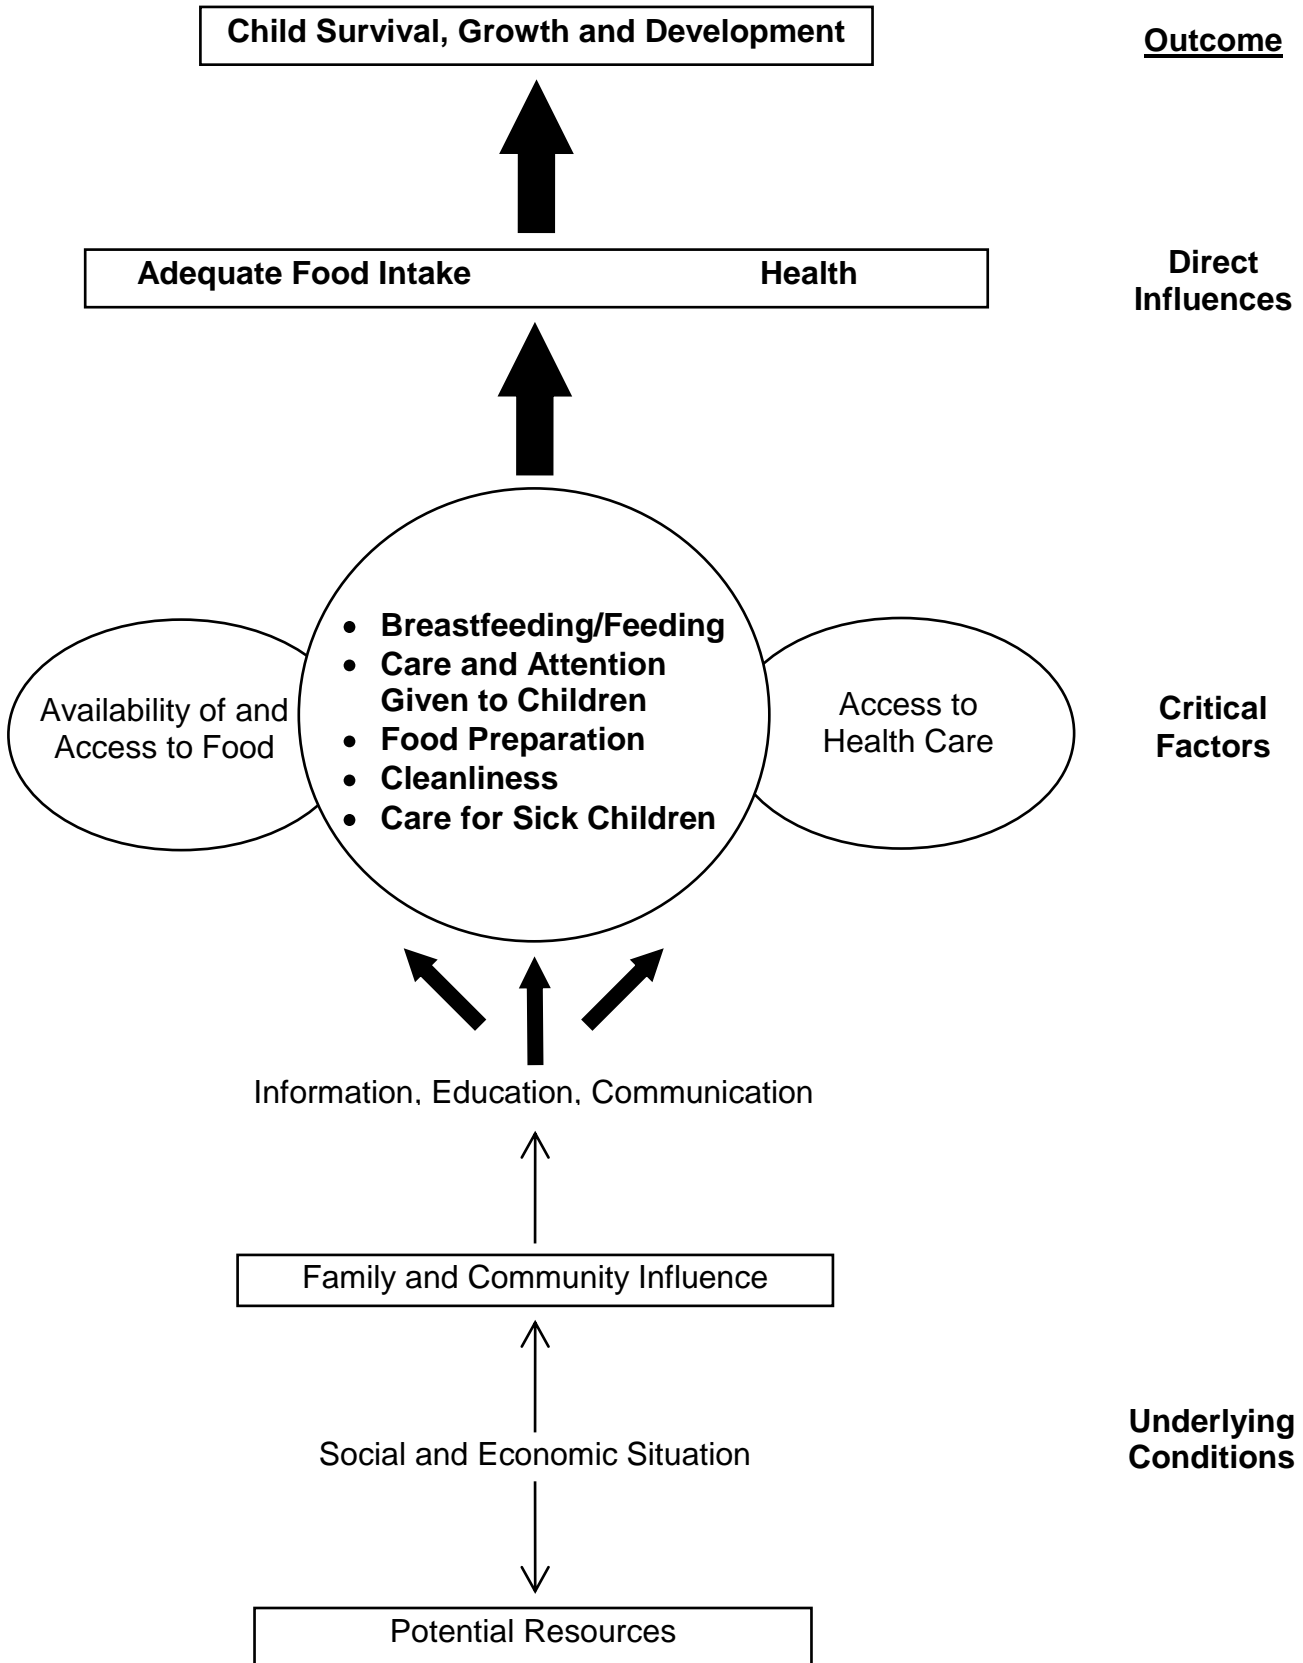 Child Survival, Growth and Development
Outcome
Adequate Food Intake Health
Direct
Influences
• Breastfeeding/Feeding
• Care and Attention
Given to Children
• Food Preparation
• Cleanliness
• Care for Sick Children
Availability of and
Access to Food
Access to
Health Care
Critical
Factors
Information, Education, Communication
Family and Community Influence
Social and Economic Situation
Underlying
Conditions
Potential Resources